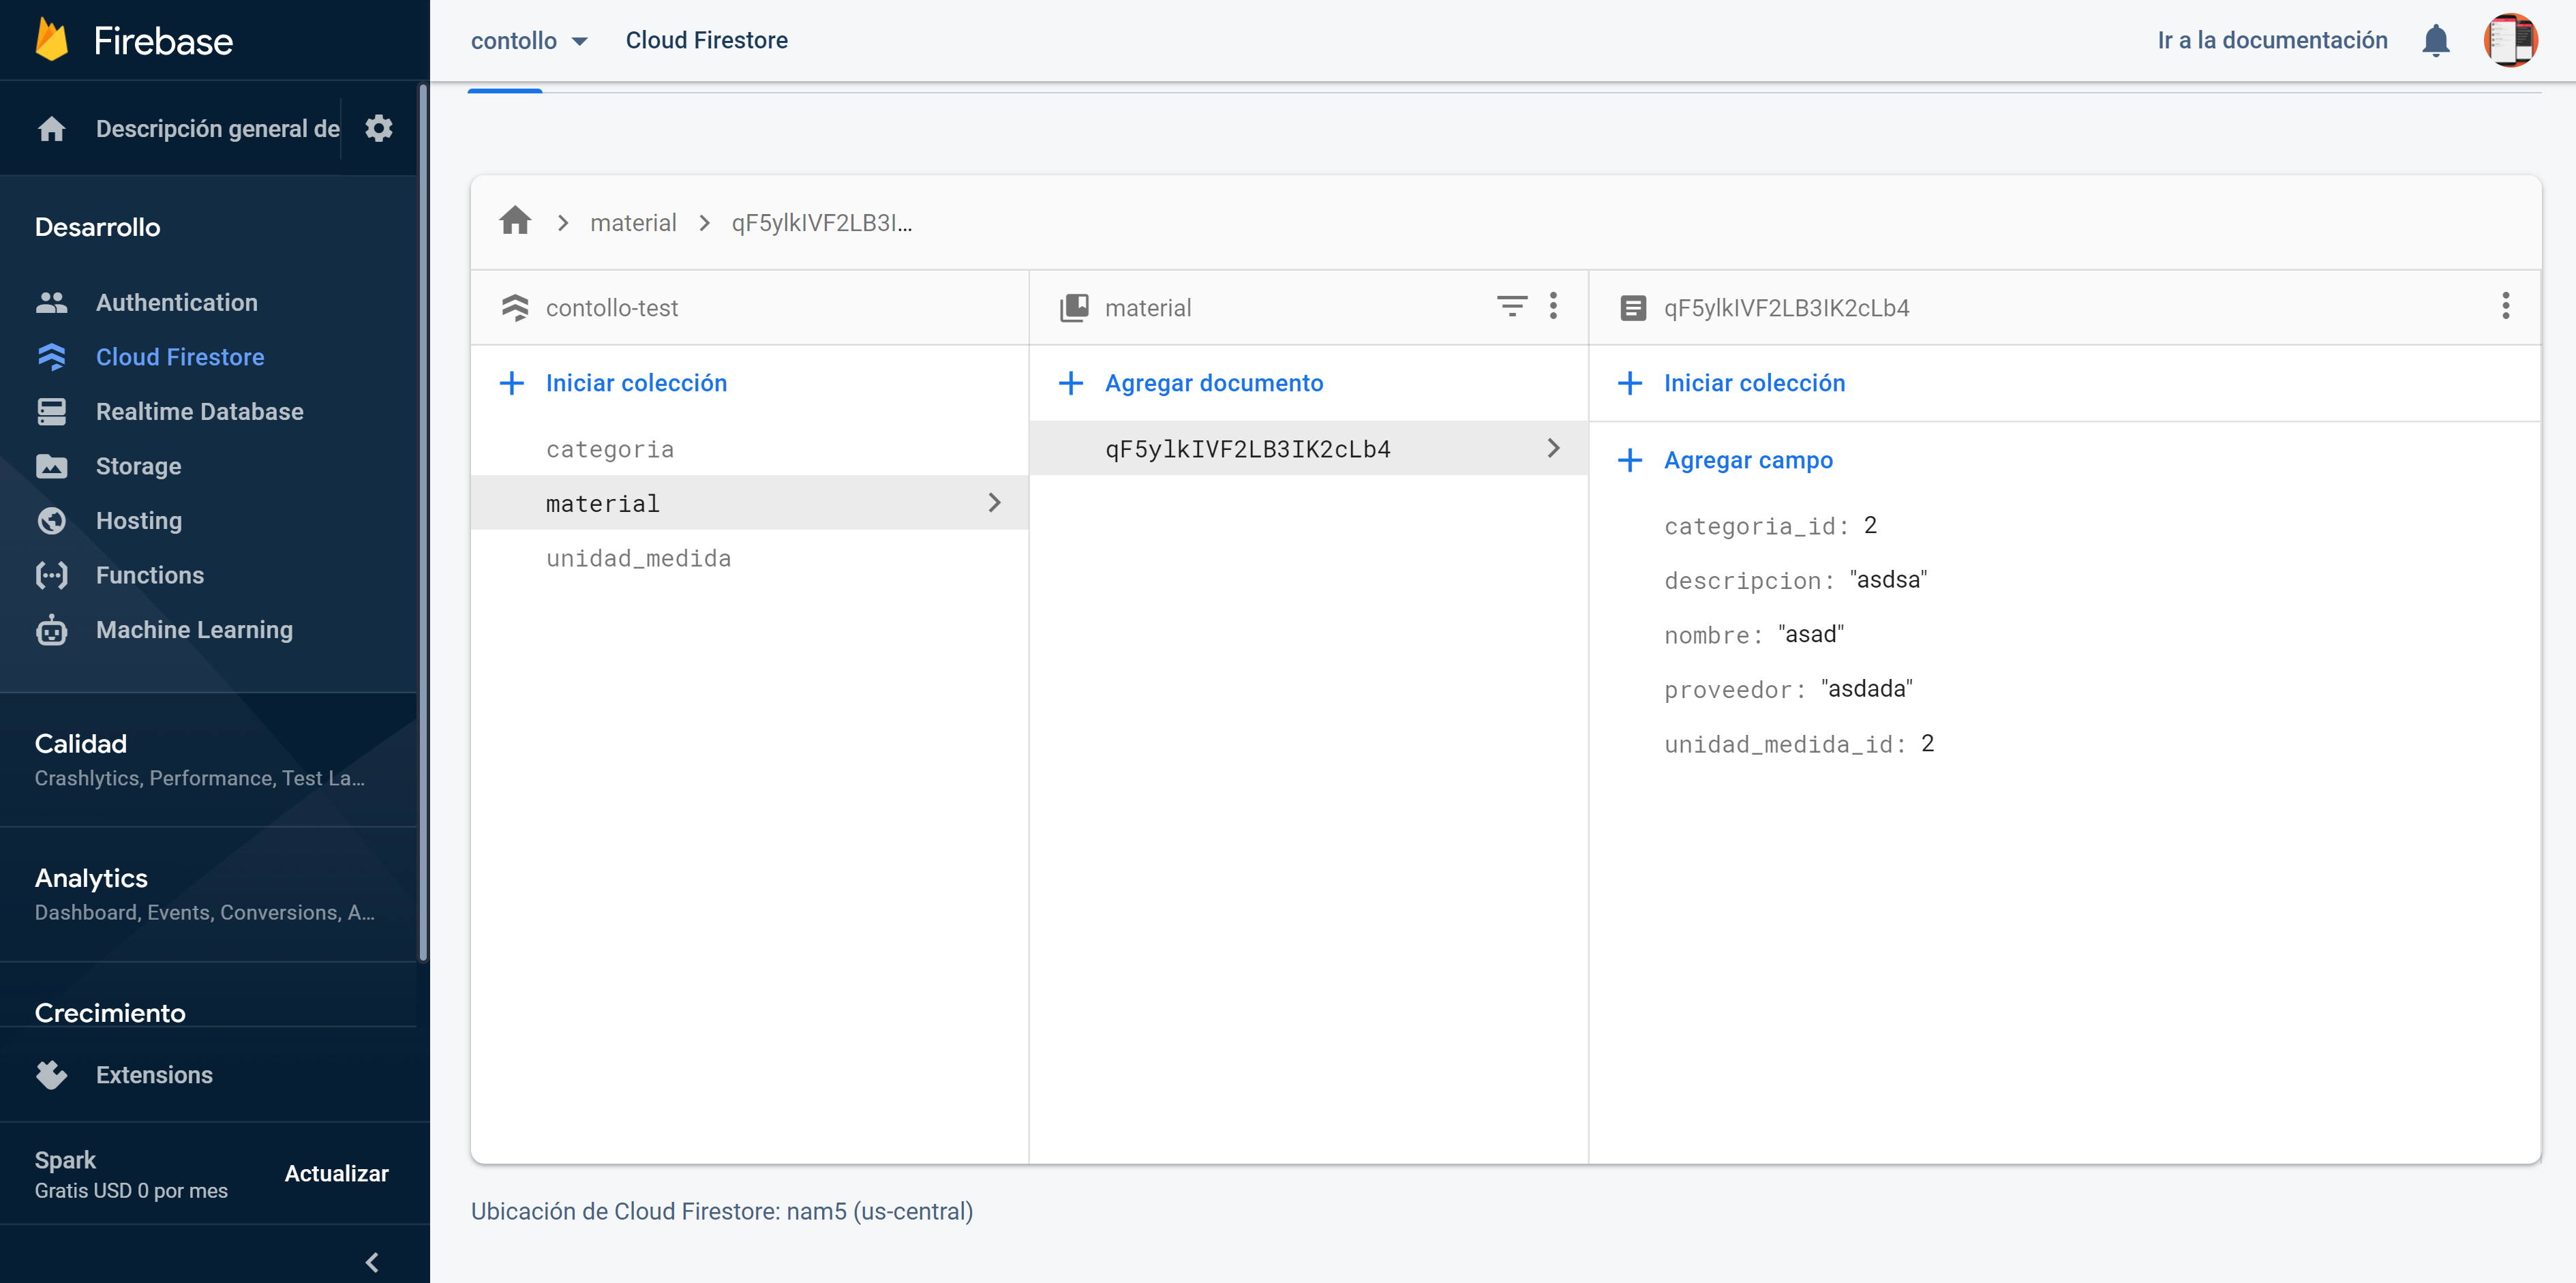 Firebase
Descripción general de
Desarrollo
Authentication
Cloud Firestore
Realtime Database
Storage
Hosting
Functions
Machine Learning
Calidad
Crashlytics, Performance, Test La...
Analytics
Dashboard, Events, Conversions, A...
Crecimiento
Extensions
Spark
Gratis USD 0 por mes
Actualizar
contollo
Cloud Firestore
Ir a la documentación
material
qF5ylkIVF2LB3I...
contollo-test
Iniciar colección
categoria
material
unidad_medida
material
Agregar documento
qF5ylkIVF2LB3IK2cLb4
qF5ylkIVF2LB3IK2cLb4
Iniciar colección
Agregar campo
categoria_id: 2
descripcion: "asdsa"
nombre: "asad"
proveedor: "asdada"
unidad_medida_id: 2
Ubicación de Cloud Firestore: nam5 (us-central)